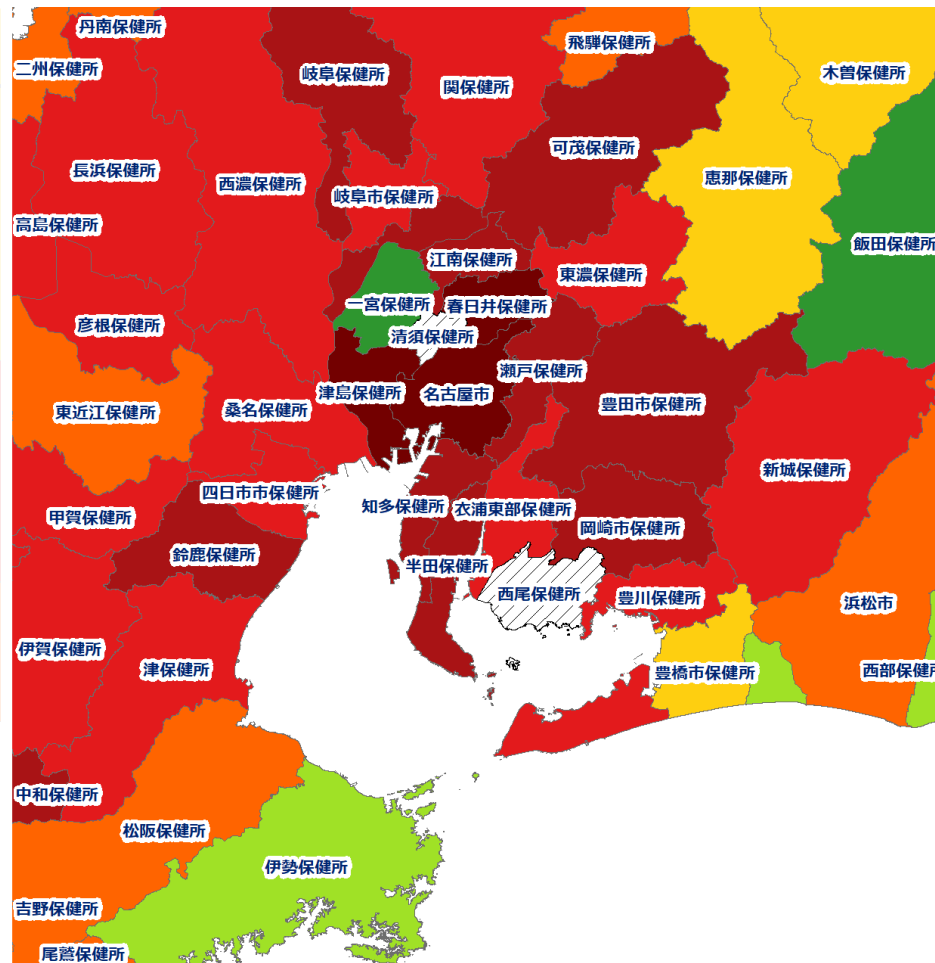 丹南保健所
二州保健所
岐阜保健所
関保健所
飛騨保健所
木曽保健所
長浜保健所
西濃保健所
岐阜市保健所
可茂保健所
恵那保健所
高島保健所
江南保健所
東濃保健所
飯田保健所
一宮保健所
春日井保健所
彦根保健所
清須保健所
津島保健所
名古屋市
瀬戸保健所
東近江保健所
桑名保健所
豊田市保健所
新城保健所
四日市市保健所
甲賀保健所
知多保健所
衣浦東部保健所
岡崎市保健所
鈴鹿保健所
半田保健所
西尾保健所
豊川保健所
浜松市
伊賀保健所
津保健所
豊橋市保健所
西部保健所
中和保健所
松阪保健所
伊勢保健所
吉野保健所
尾鷲保健所